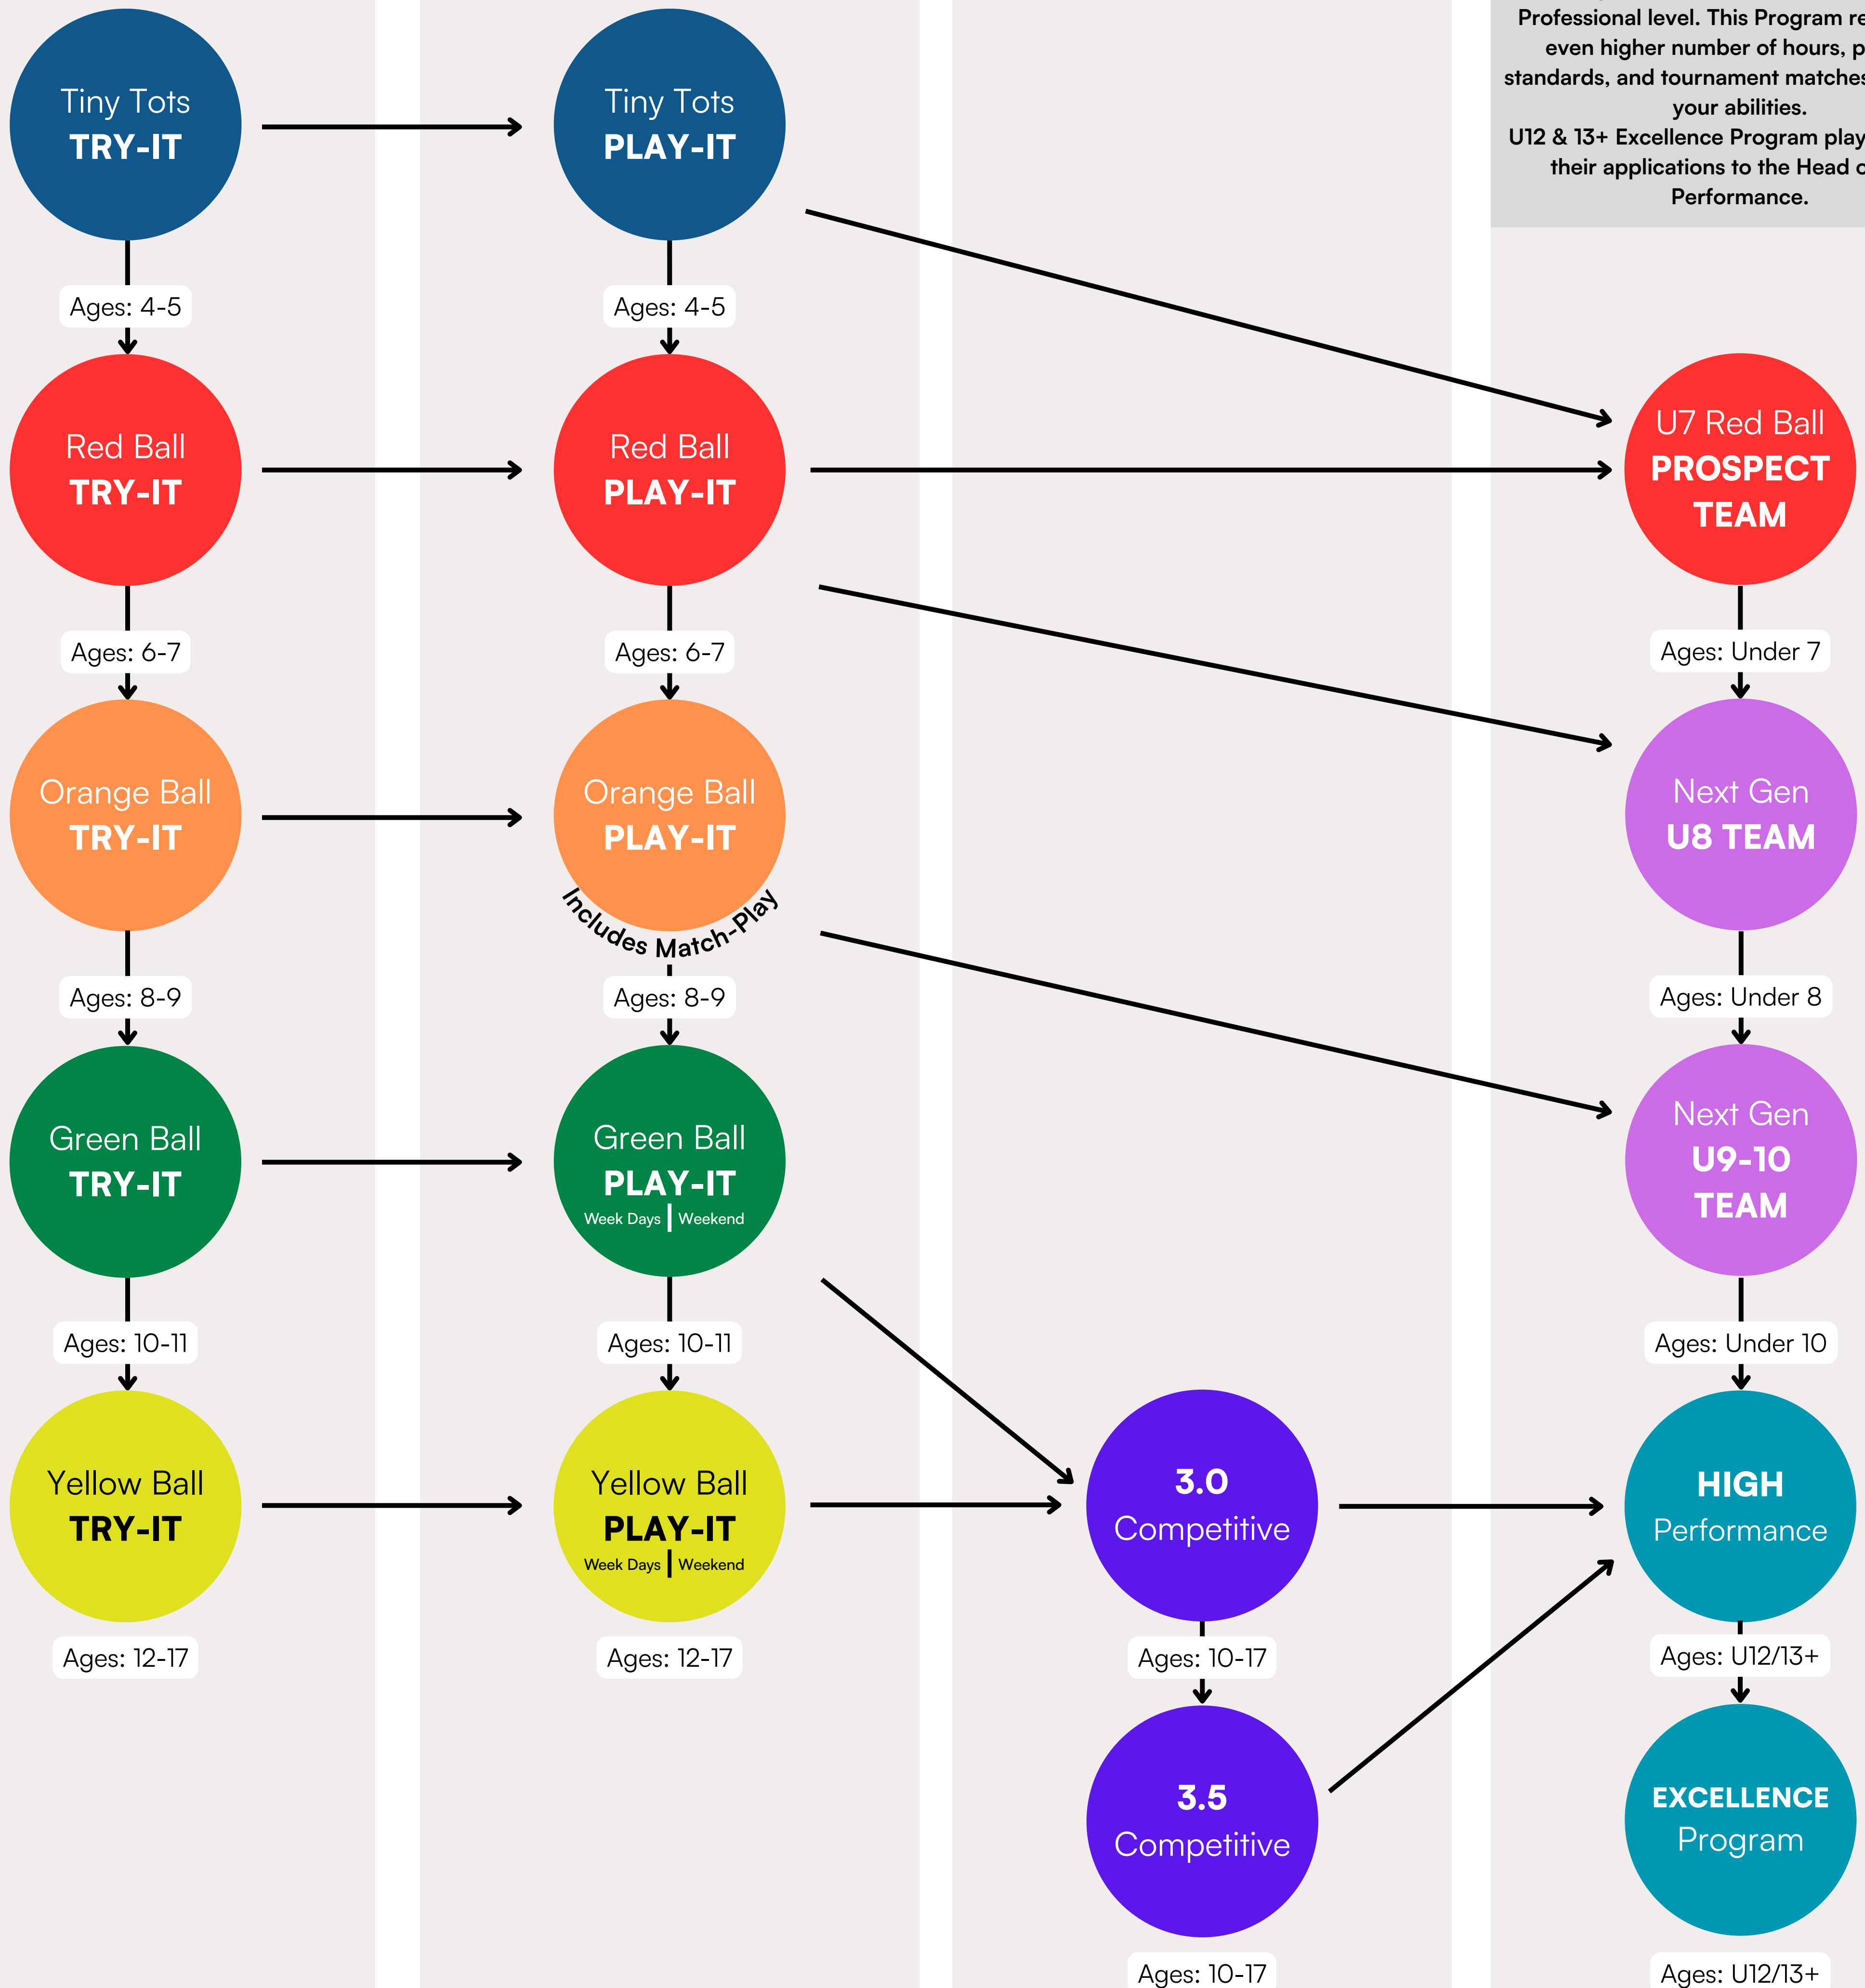 Professional level. This Program
even higher number of hours,
standards, and tournament matches
your abilities.
U12 & 13+ Excellence Program
their applications to the Head
Performance.
Tiny Tots
TRY-IT
Tiny Tots
PLAY-IT
Ages: 4-5
Ages: 4-5
Red Ball
TRY-IT
Red Ball
PLAY-IT
U7 Red Ball
PROSPECT
TEAM
Ages: 6-7
Ages: 6-7
Ages: Under 7
Orange Ball
TRY-IT
Orange Ball
PLAY-IT
Includes Match-Play
Next Gen
U8 TEAM
Ages: 8-9
Ages: 8-9
Ages: Under 8
Green Ball
TRY-IT
Green Ball
PLAY-IT
Week Days | Weekend
Next Gen
U9-10
TEAM
Ages: 10-11
Ages: 10-11
Ages: Under 10
Yellow Ball
TRY-IT
Yellow Ball
PLAY-IT
Week Days | Weekend
3.0
Competitive
HIGH
Performance
Ages: 12-17
Ages: 12-17
Ages: 10-17
Ages: U12/13+
3.5
Competitive
EXCELLENCE
Program
Ages: 10-17
Ages: U12/13+